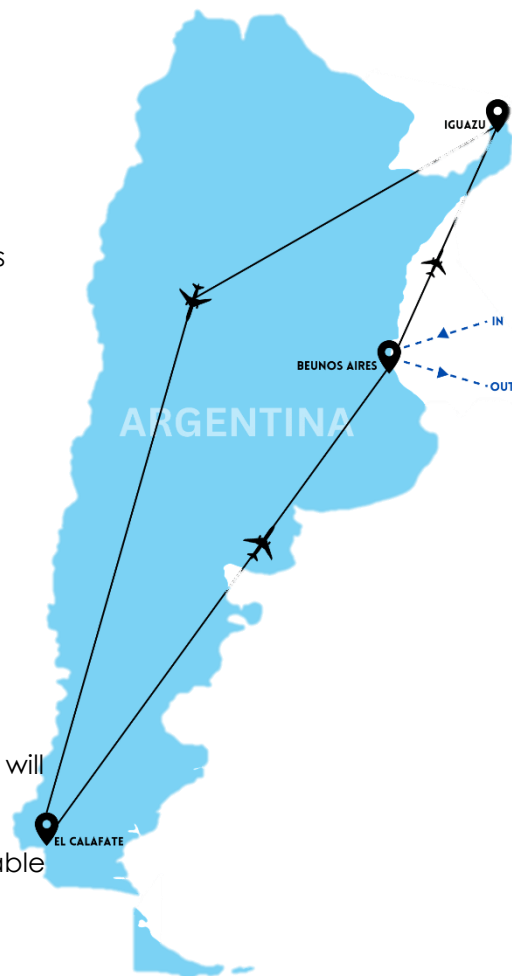 IGUAZU
s
IN
BEUNOS AIRES
OUT
ARGENTINA
will
EL CALAFATE
able